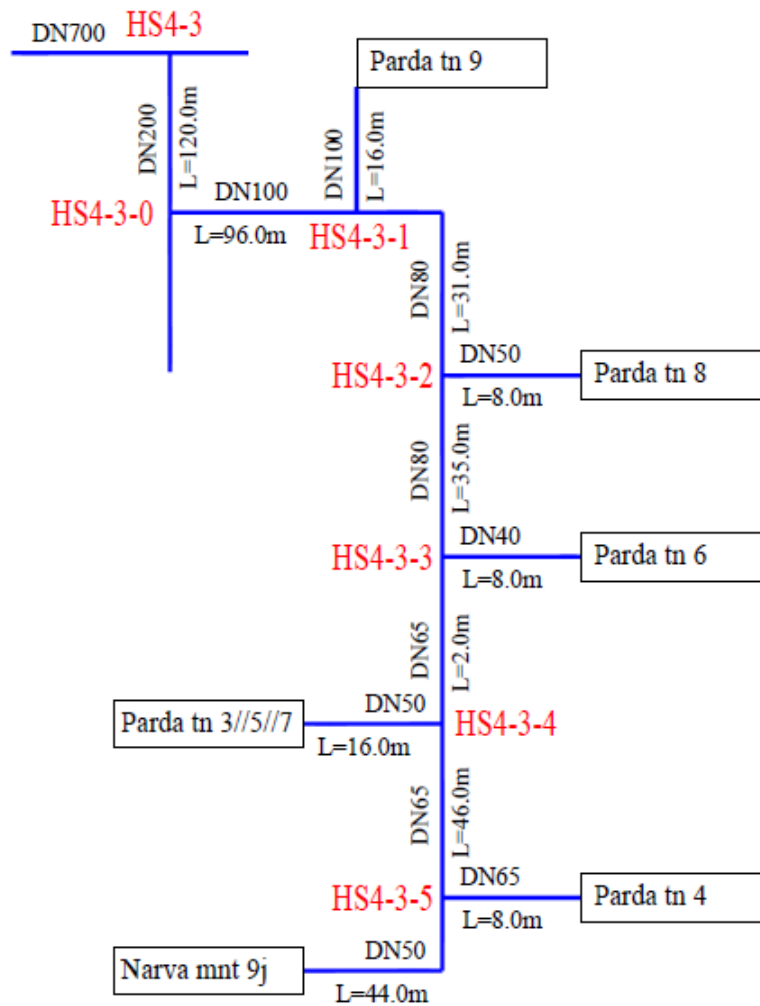 HS4-3
DN700
Parda tn 9
DN200
L=120.0m
DN100
L=16.0m
DN100
HS4-3-0
L=96.0m
HS4-3-1
DN80
L=31.0m
DN50
HS4-3-2
Parda tn 8
L=8.0m
DN80
L=35.0m
DN40
HS4-3-3
Parda tn 6
L=8.0m
DN65
L=2.0m
DN50
Parda tn 3//5//7
HS4-3-4
L=16.0m
DN65
L=46.0m
DN65
HS4-3-5
Parda tn 4
L=8.0m
DN50
Narva mnt 9j
L=44.0m